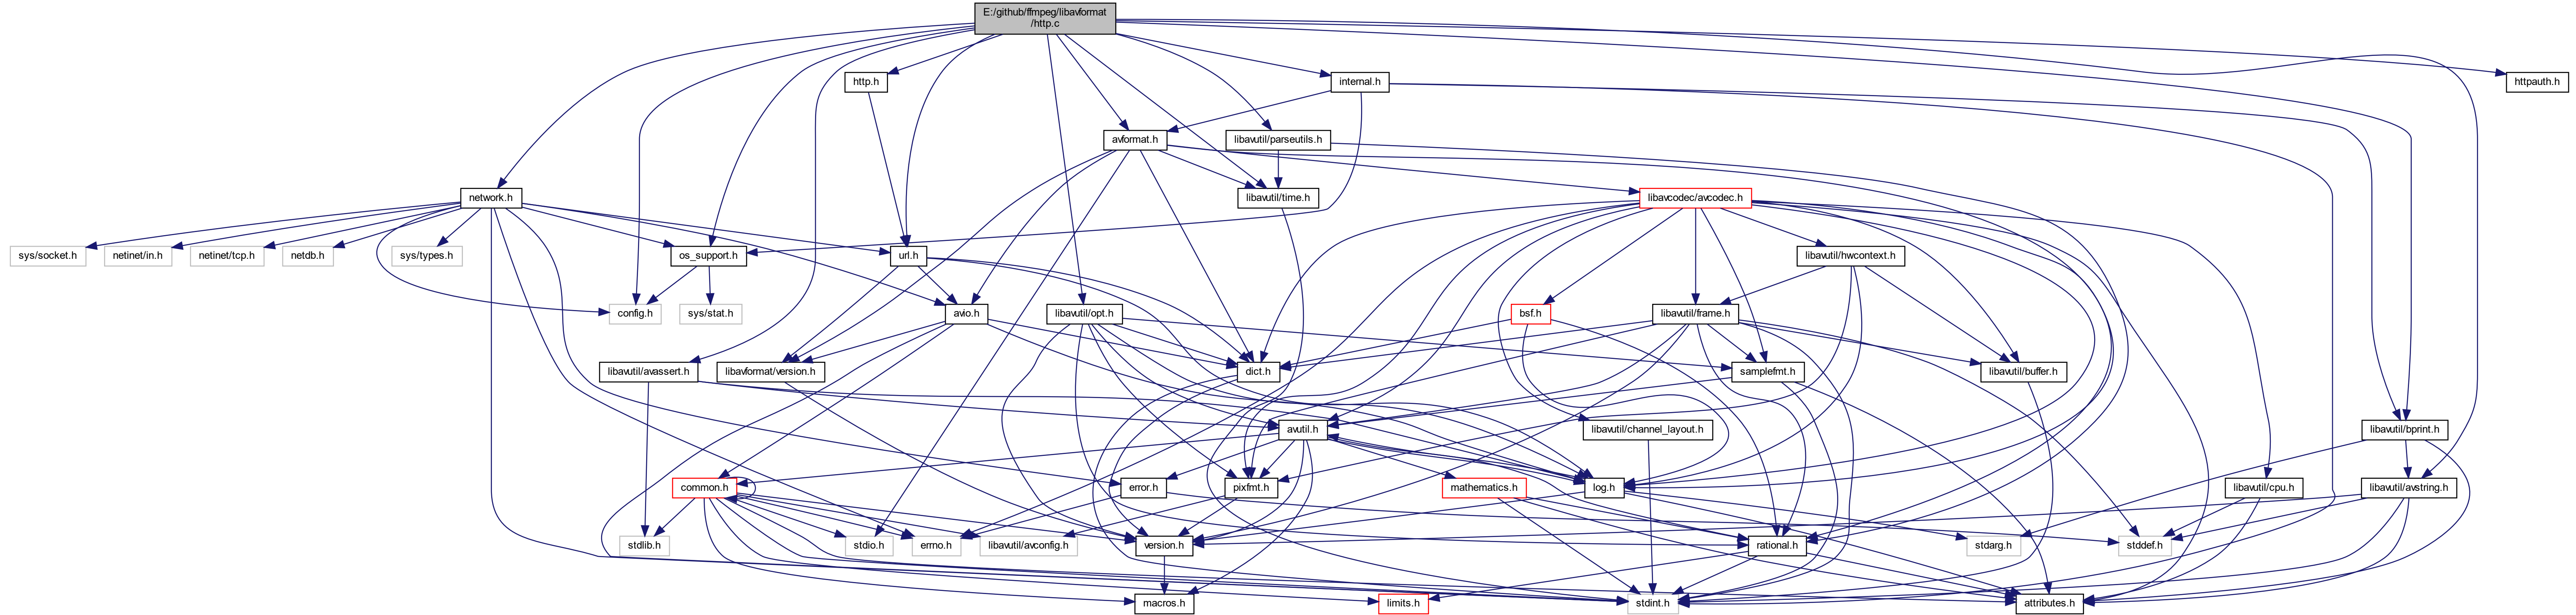 E:/github/ffmpeg/libavformat
/http.c
http.h
internal.h
httpauth.h
avformat.h
libavutil/parseutils.h
network.h
libavutil/time.h
libavcodec/avcodec.h
sys/socket.h
netinet/in.h
netinet/tcp.h
netdb.h
sys/types.h
os_support.h
url.h
libavutil/hwcontext.h
config.h
sys/stat.h
avio.h
libavutil/opt.h
bsf.h
libavutil/frame.h
libavutil/avassert.h
libavformat/version.h
dict.h
samplefmt.h
libavutil/buffer.h
avutil.h
libavutil/channel_layout.h
libavutil/bprint.h
common.h
error.h
pixfmt.h
mathematics.h
log.h
libavutil/cpu.h
libavutil/avstring.h
stdlib.h
stdio.h
errno.h
libavutil/avconfig.h
version.h
rational.h
stdarg.h
stddef.h
macros.h
limits.h
stdint.h
attributes.h